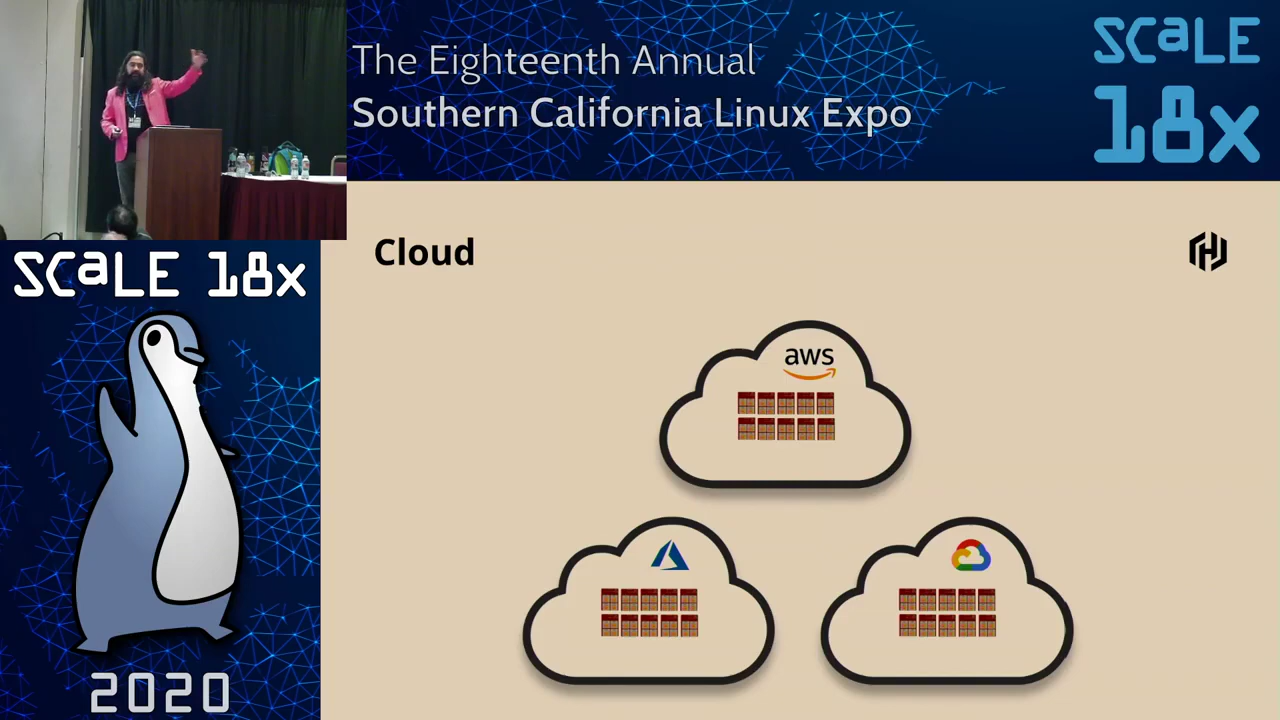 The Eighteenth Annual
Southern California Linux Expo
SCaLE
18x
SCaLE 18x
2020
Cloud
aws